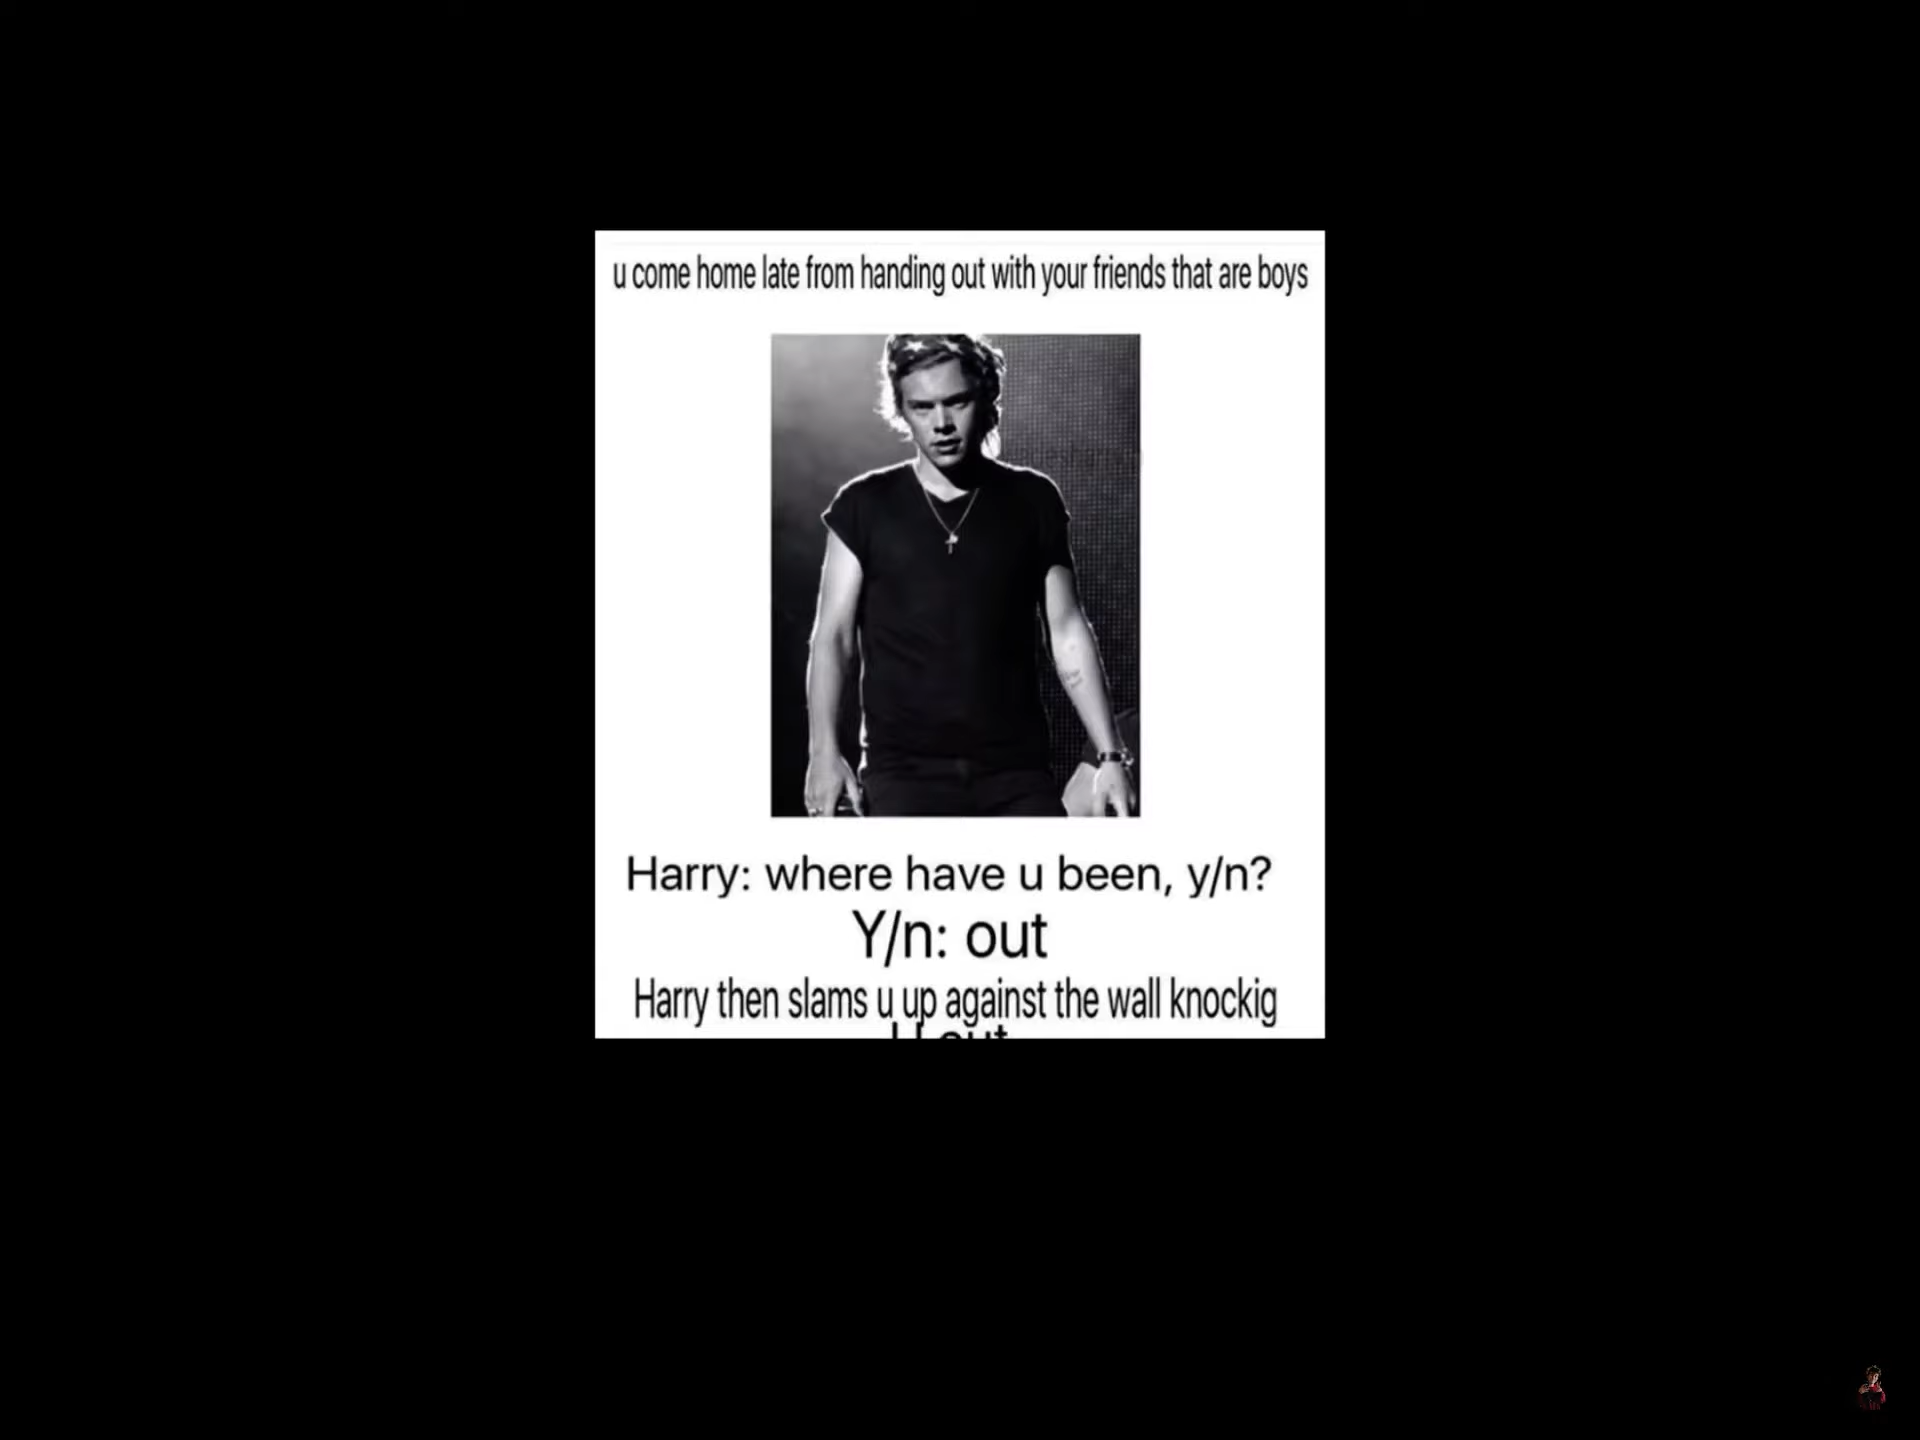 u come home late from handing out with your friends that are boys
Harry: where have u been, y/n?
Y/n: out
Harry then slams u up against the wall knockig
U out